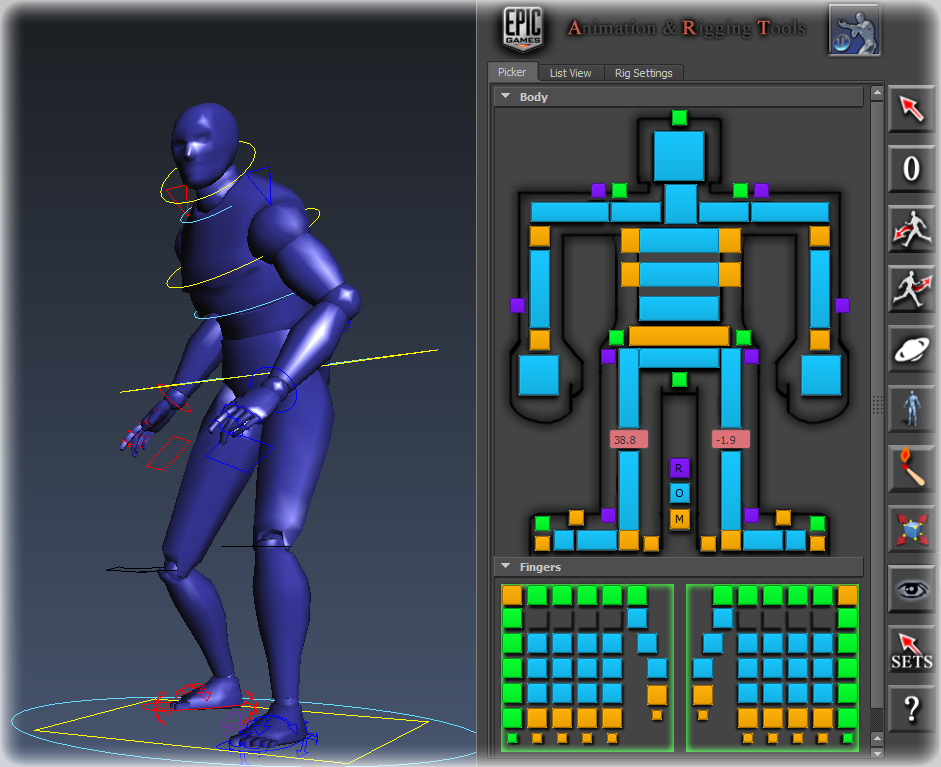 EPIC
GAMES
Animation & Rigging Tools
Picker
List View
Rig Settings
Body
0
38.8
-1.9
R
O
M
Fingers
SETS
?